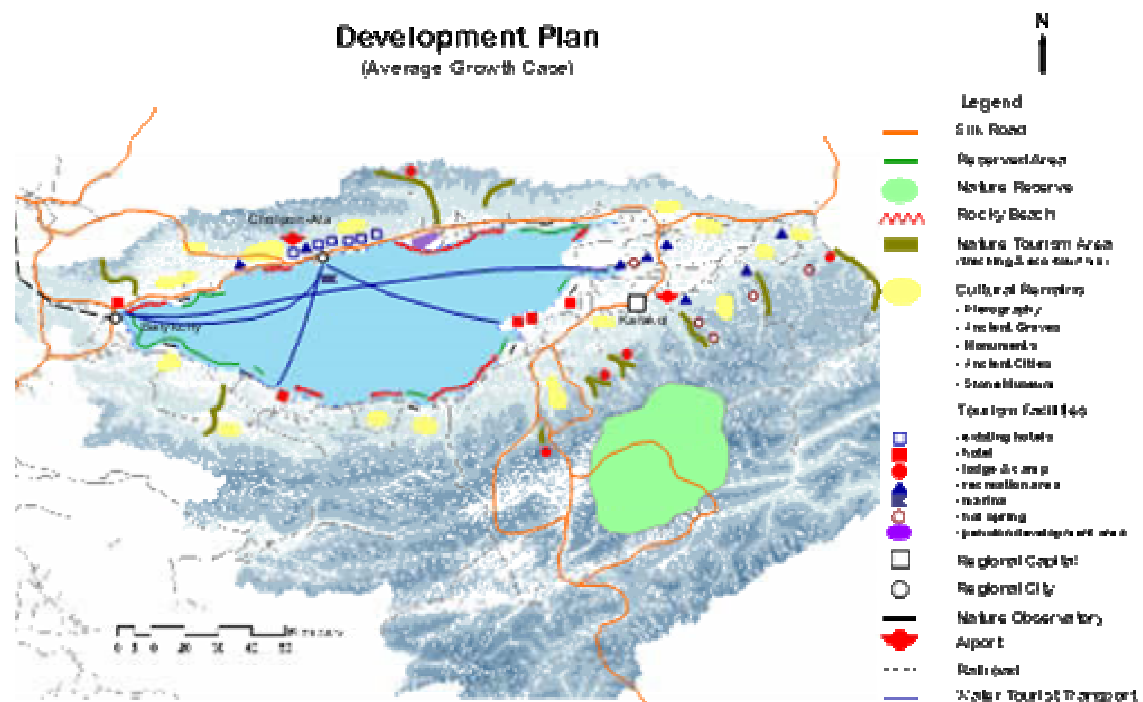 Development Plan
(Average Growth Case)
N
Legend
Silk Road
Reserved Area
Nature Reserve
Rocky Beach
Nature Tourism Area
Cultural Remains
- Petrography
- Ancient Graves
- Monuments
- Ancient Cities
- Stone Museum
Tourism Facilities
- existing hotels
- hotel
- lodge & camp
- recreation area
- marina
- hot spring
Regional Capital
Regional City
Nature Observatory
Airport
Railroad
Water Tourist Transport
Cholpon-Ata
Balykchy
Karakol